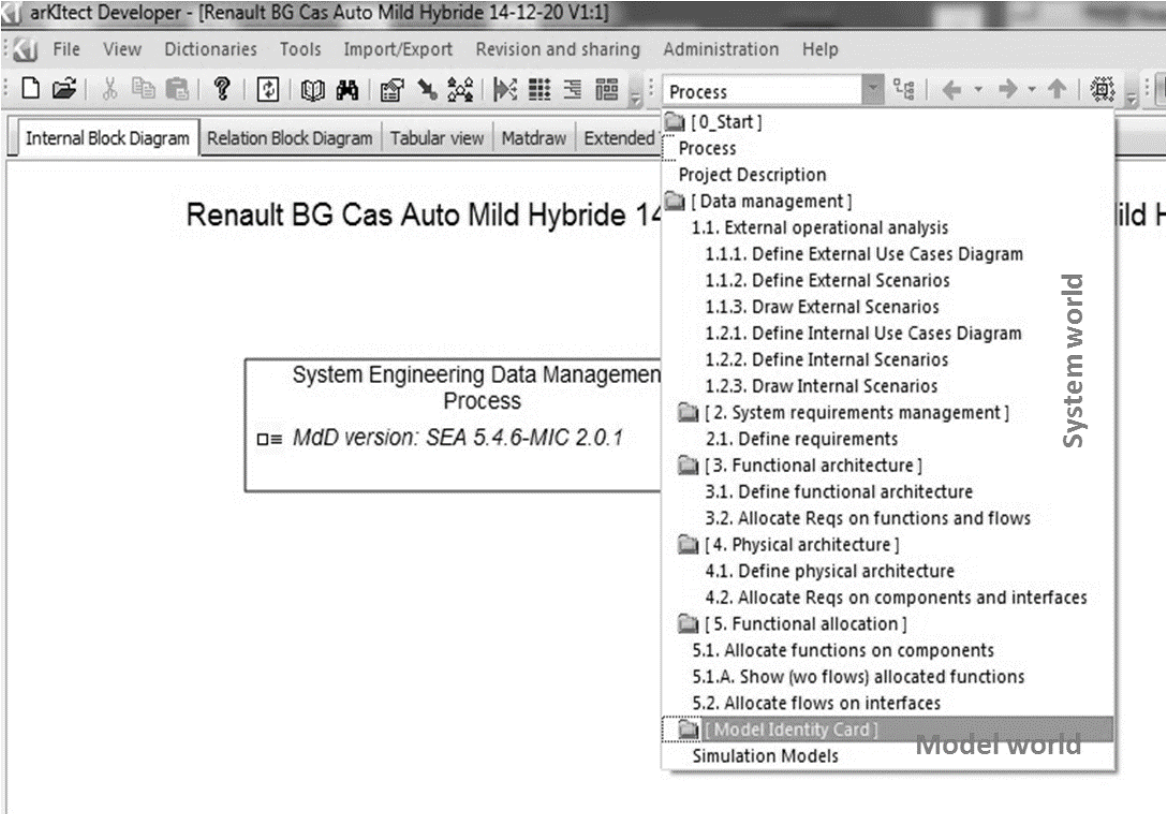 arKItect Developer - [Renault BG Cas Auto Mild Hybride 14-12-20 V1:1]
File View Dictionaries Tools Import/Export Revision and sharing Administration Help
Process
Internal Block Diagram Relation Block Diagram Tabular view Matdraw Extended
[ 0_Start ]
Process
Project Description
[ Data management ]
1.1. External operational analysis
1.1.1. Define External Use Cases Diagram
1.1.2. Define External Scenarios
1.1.3. Draw External Scenarios
1.2.1. Define Internal Use Cases Diagram
1.2.2. Define Internal Scenarios
1.2.3. Draw Internal Scenarios
[ 2. System requirements management ]
2.1. Define requirements
[ 3. Functional architecture ]
3.1. Define functional architecture
3.2. Allocate Reqs on functions and flows
[ 4. Physical architecture ]
4.1. Define physical architecture
4.2. Allocate Reqs on components and interfaces
[ 5. Functional allocation ]
5.1. Allocate functions on components
5.1.A. Show (wo flows) allocated functions
5.2. Allocate flows on interfaces
[ Model Identity Card ]
Simulation Models
System world
Model world
Renault BG Cas Auto Mild Hybride 14
ild H
System Engineering Data Managemen
Process
MdD version: SEA 5.4.6-MIC 2.0.1